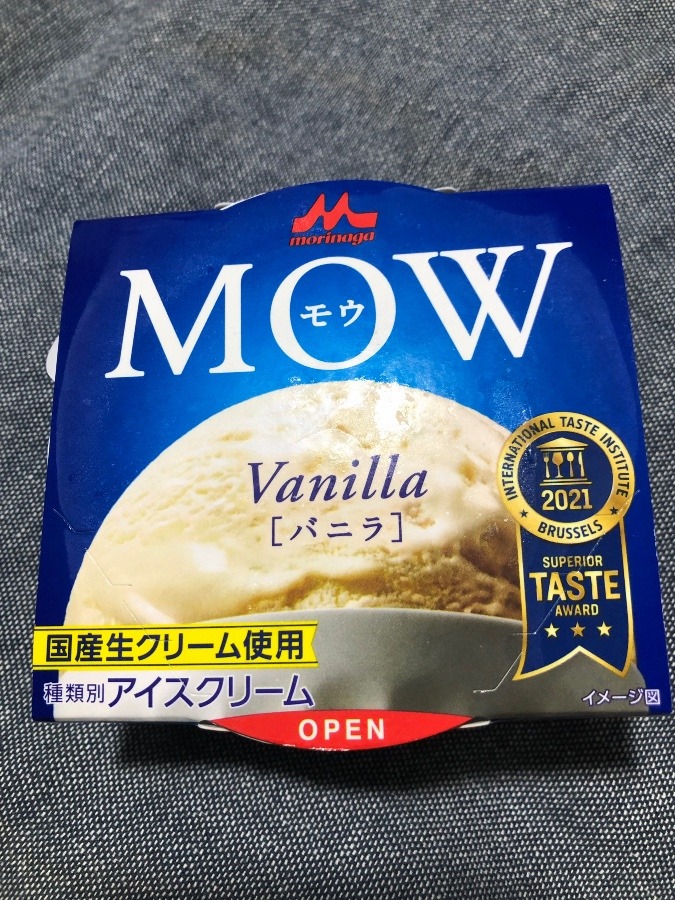 morinaga
MOW
モウ
Vanilla
[バニラ]
INTERNATIONAL TASTE INSTITUTE
2021
BRUSSELS
SUPERIOR
TASTE
AWARD
国産生クリーム使用
種類別アイスクリーム
イメージ図
OPEN